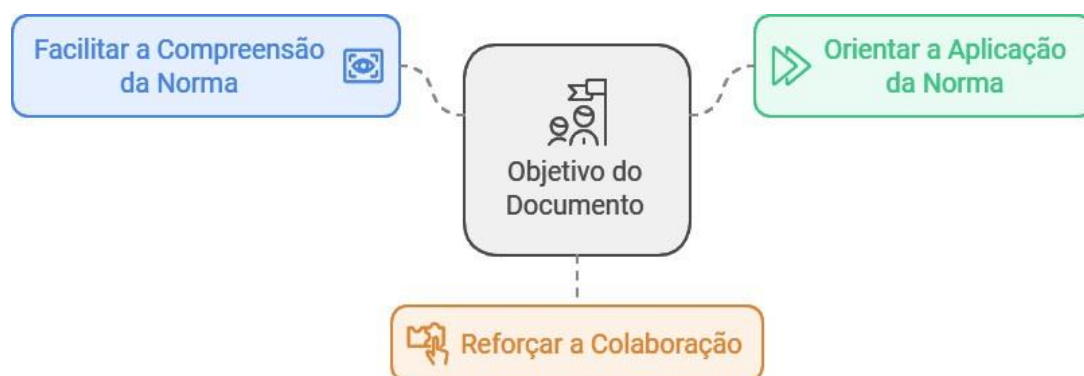 Facilitar a Compreensão
da Norma
Orientar a Aplicação
da Norma
Objetivo do
Documento
Reforçar a Colaboração